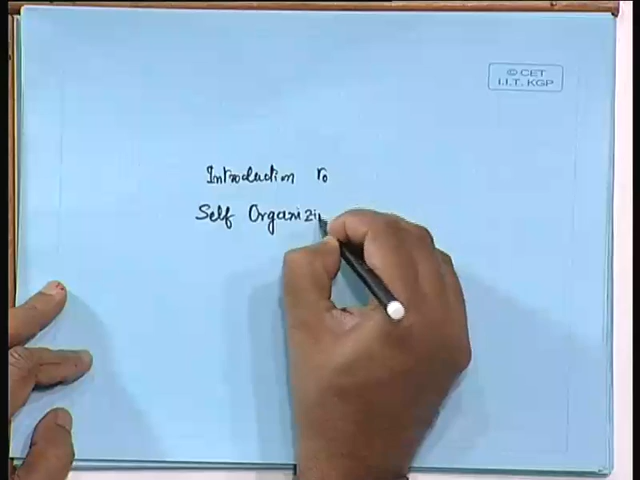 © CET
I.I.T. KGP
Introduction to
Self Organizi